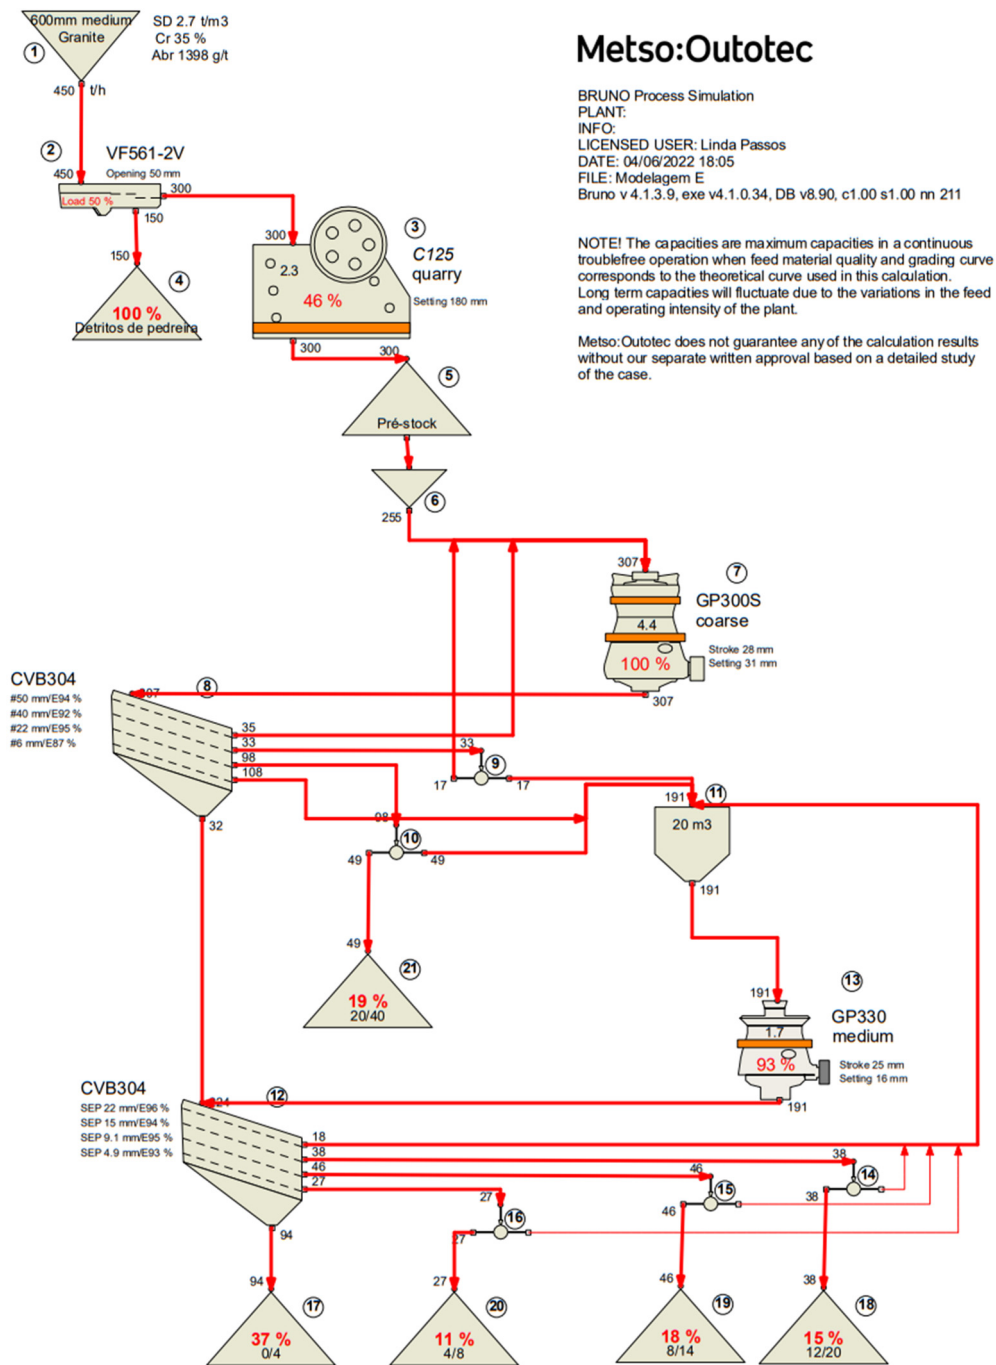 600mm medium
Granite
SD 2.7 t/m3
Cr 35 %
Abr 1398 g/t
1
450 t/h
Metso:Outotec
BRUNO Process Simulation
PLANT:
INFO:
LICENSED USER: Linda Passos
DATE: 04/06/2022 18:05
FILE: Modelagem E
Bruno v 4.1.3.9, exe v4.1.0.34, DB v8.90, c1.00 s1.00 nn 211
NOTE! The capacities are maximum capacities in a continuous
troublefree operation when feed material quality and grading curve
corresponds to the theoretical curve used in this calculation.
Long term capacities will fluctuate due to the variations in the feed
and operating intensity of the plant.
Metso:Outotec does not guarantee any of the calculation results
without our separate written approval based on a detailed study
of the case.
2
VF561-2V
Opening 50 mm
450
Load 50 %
300
150
150
4
100 %
Detritos de pedreira
300
3
C125
quarry
Setting 180 mm
2.3
46 %
300
300
5
Pré-stock
6
255
307
7
GP300S
coarse
Stroke 28 mm
Setting 31 mm
4.4
100 %
307
CVB304
#50 mm/E94 %
#40 mm/E92 %
#22 mm/E95 %
#6 mm/E87 %
8
35
33
98
108
32
33
9
17
17
98
10
49
49
191
11
20 m3
191
49
21
19 %
20/40
191
13
GP330
medium
Stroke 25 mm
Setting 16 mm
1.7
93 %
191
CVB304
SEP 22 mm/E96 %
SEP 15 mm/E94 %
SEP 9.1 mm/E95 %
SEP 4.9 mm/E93 %
12
18
38
46
27
94
38
14
38
46
15
46
27
16
27
94
17
37 %
0/4
27
20
11 %
4/8
46
19
18 %
8/14
38
18
15 %
12/20